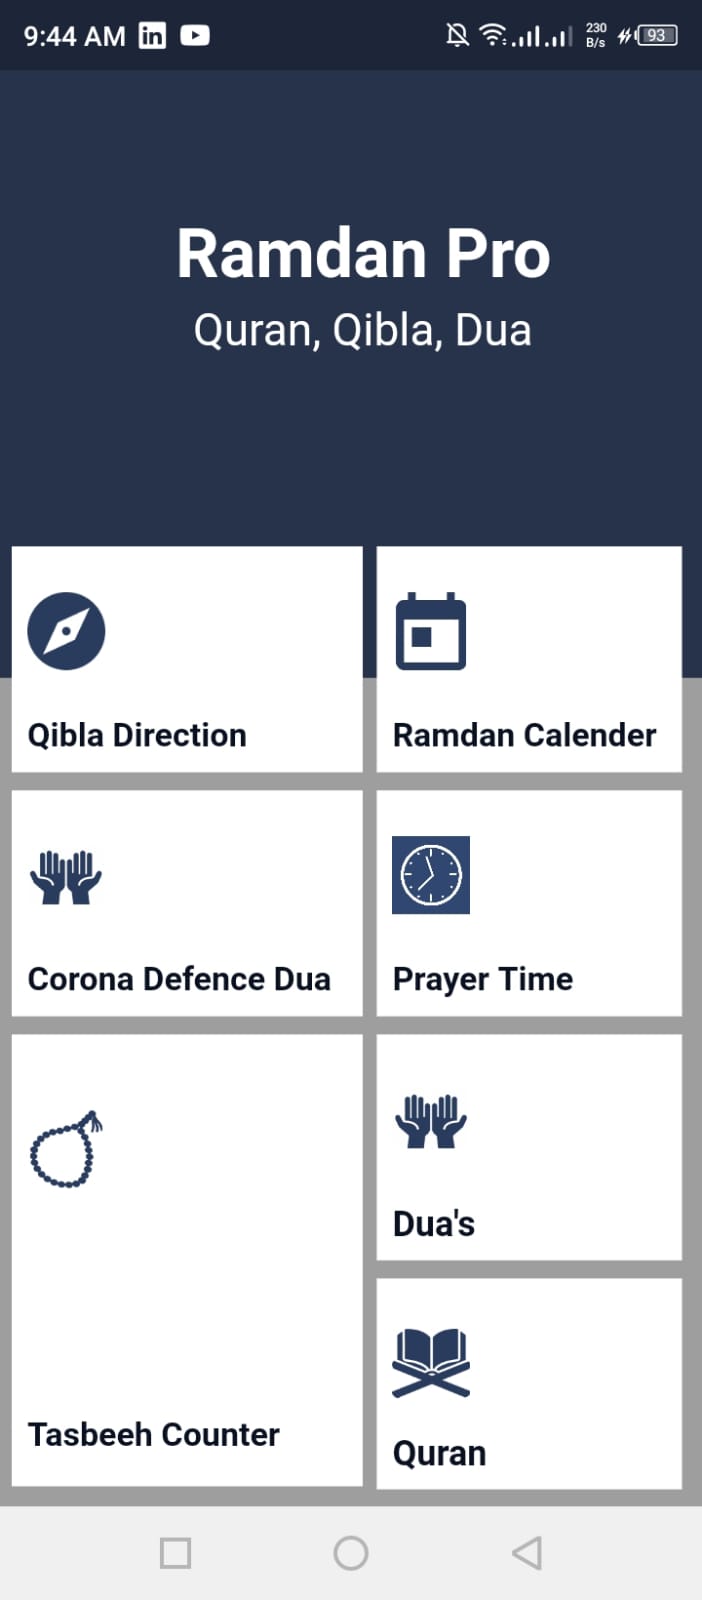 9:44 AM in 230 B/s 93
Ramdan Pro
Quran, Qibla, Dua
Qibla Direction
Ramdan Calender
Corona Defence Dua
Prayer Time
Dua's
Tasbeeh Counter
Quran